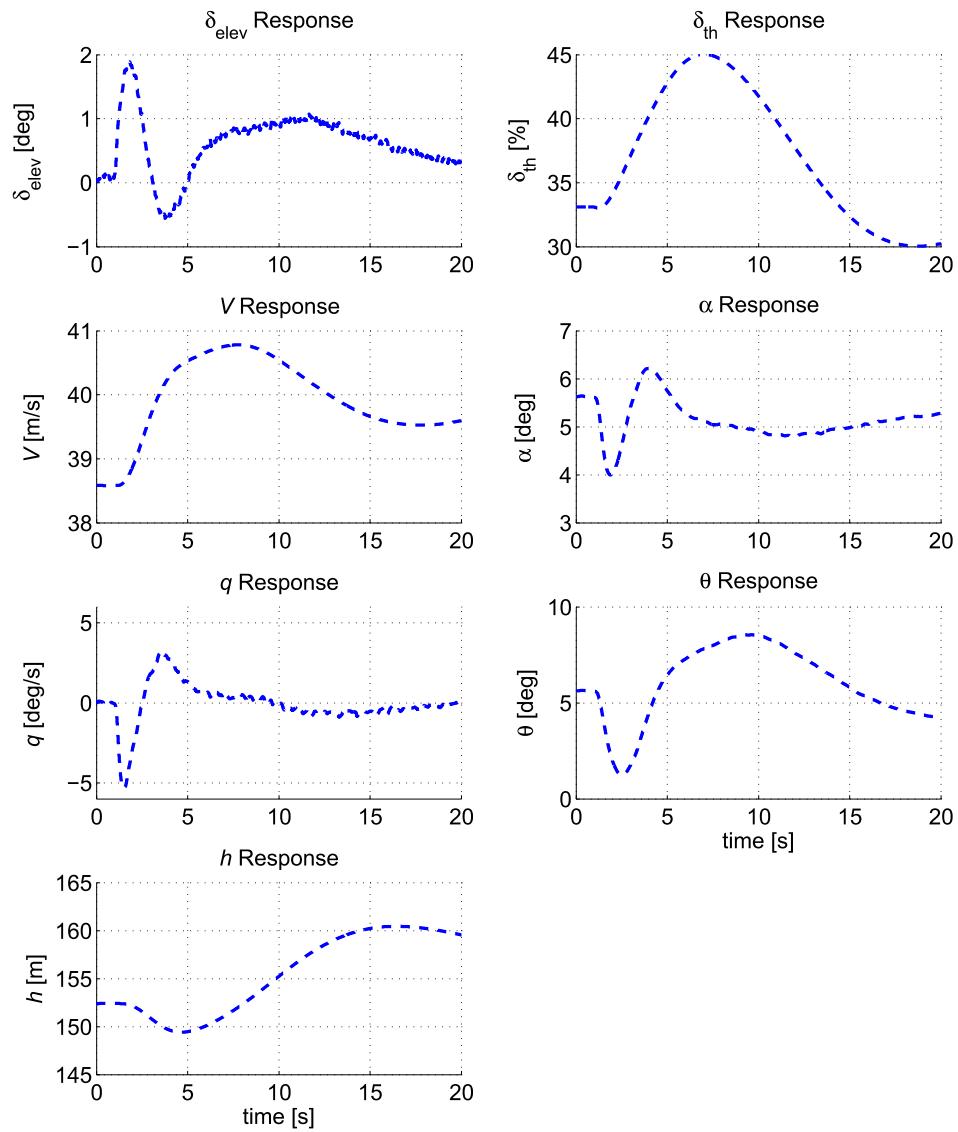 δelev Response
δelev [deg]
2
1
0
−1
0 5 10 15 20
δth Response
δth [%]
45
40
35
30
0 5 10 15 20
V Response
V [m/s]
41
40
39
38
0 5 10 15 20
α Response
α [deg]
7
6
5
4
3
0 5 10 15 20
q Response
q [deg/s]
5
0
−5
0 5 10 15 20
θ Response
θ [deg]
10
5
0
0 5 10 15 20
time [s]
h Response
h [m]
165
160
155
150
145
0 5 10 15 20
time [s]